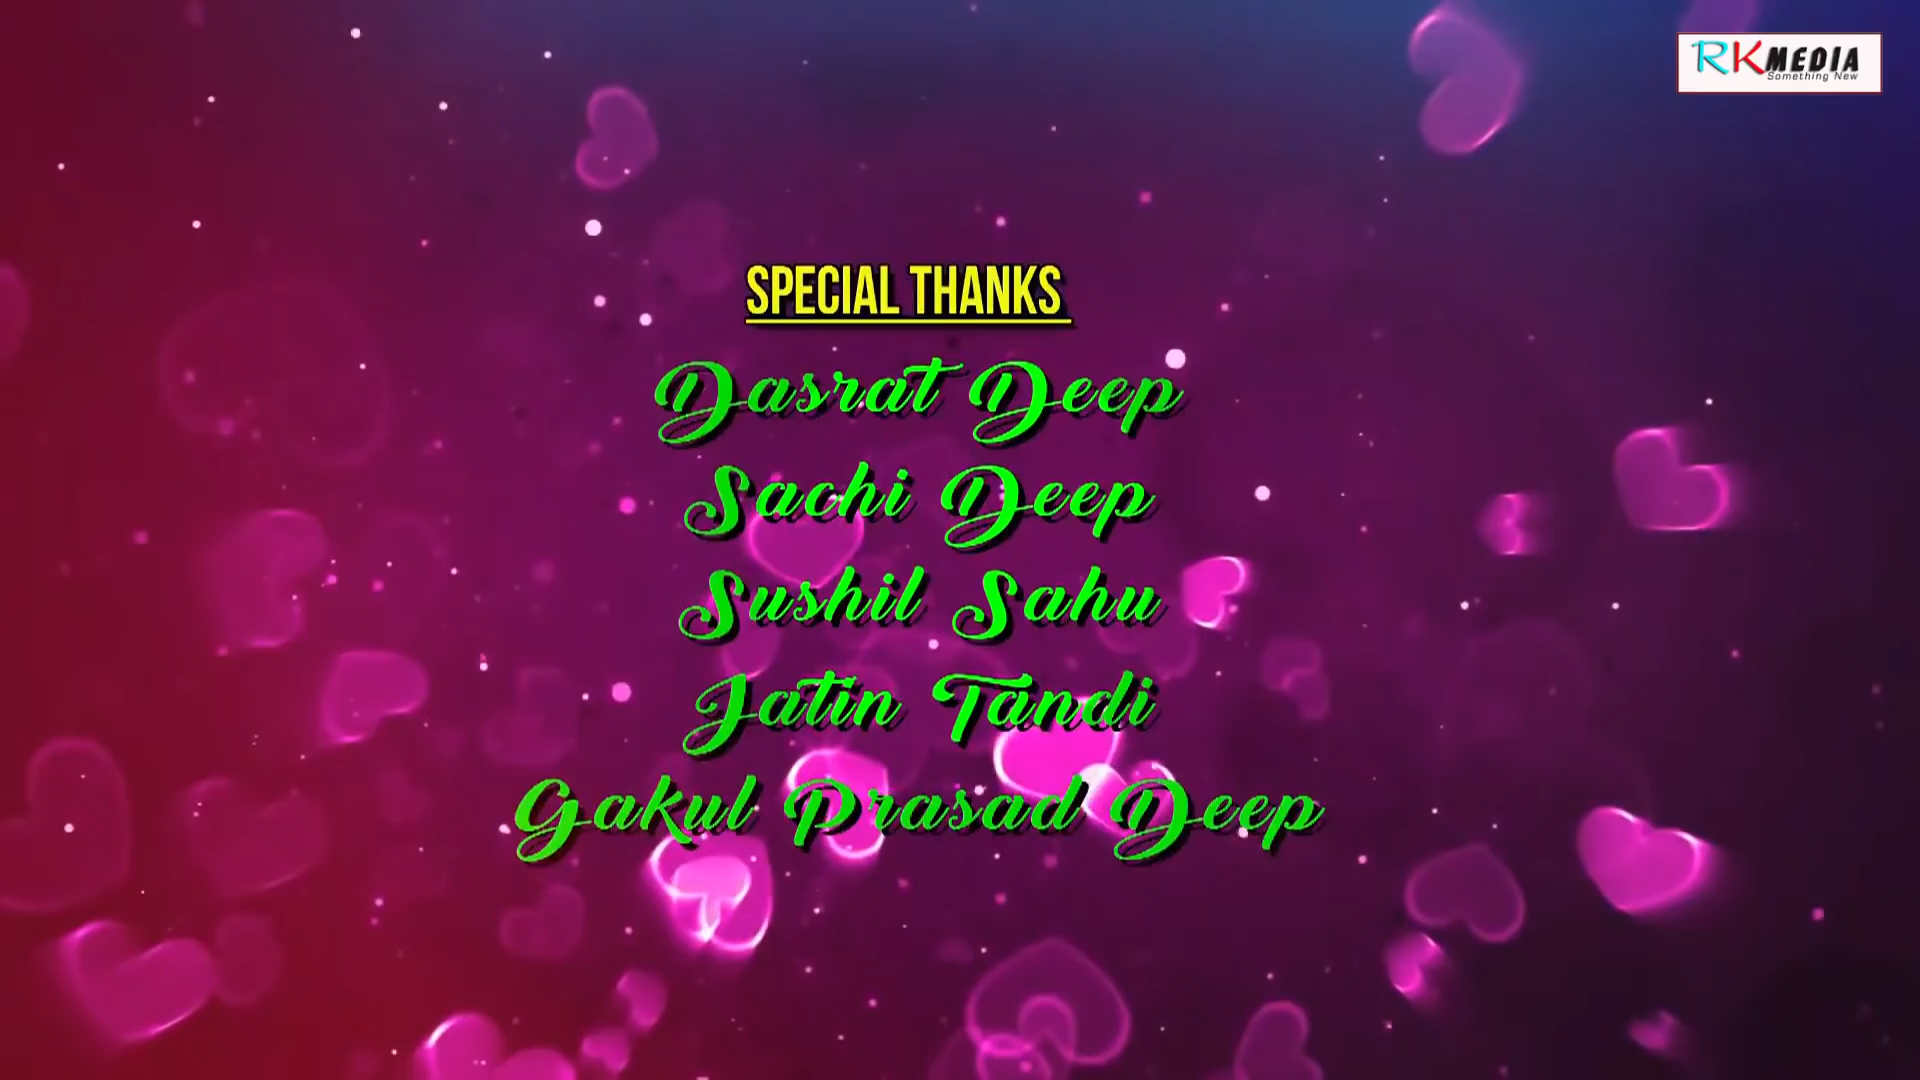 RKMEDIA
Something New
SPECIAL THANKS
Dasrat Deep
Sachi Deep
Sushil Sahu
Jatin Tandi
Gakul Prasad Deep